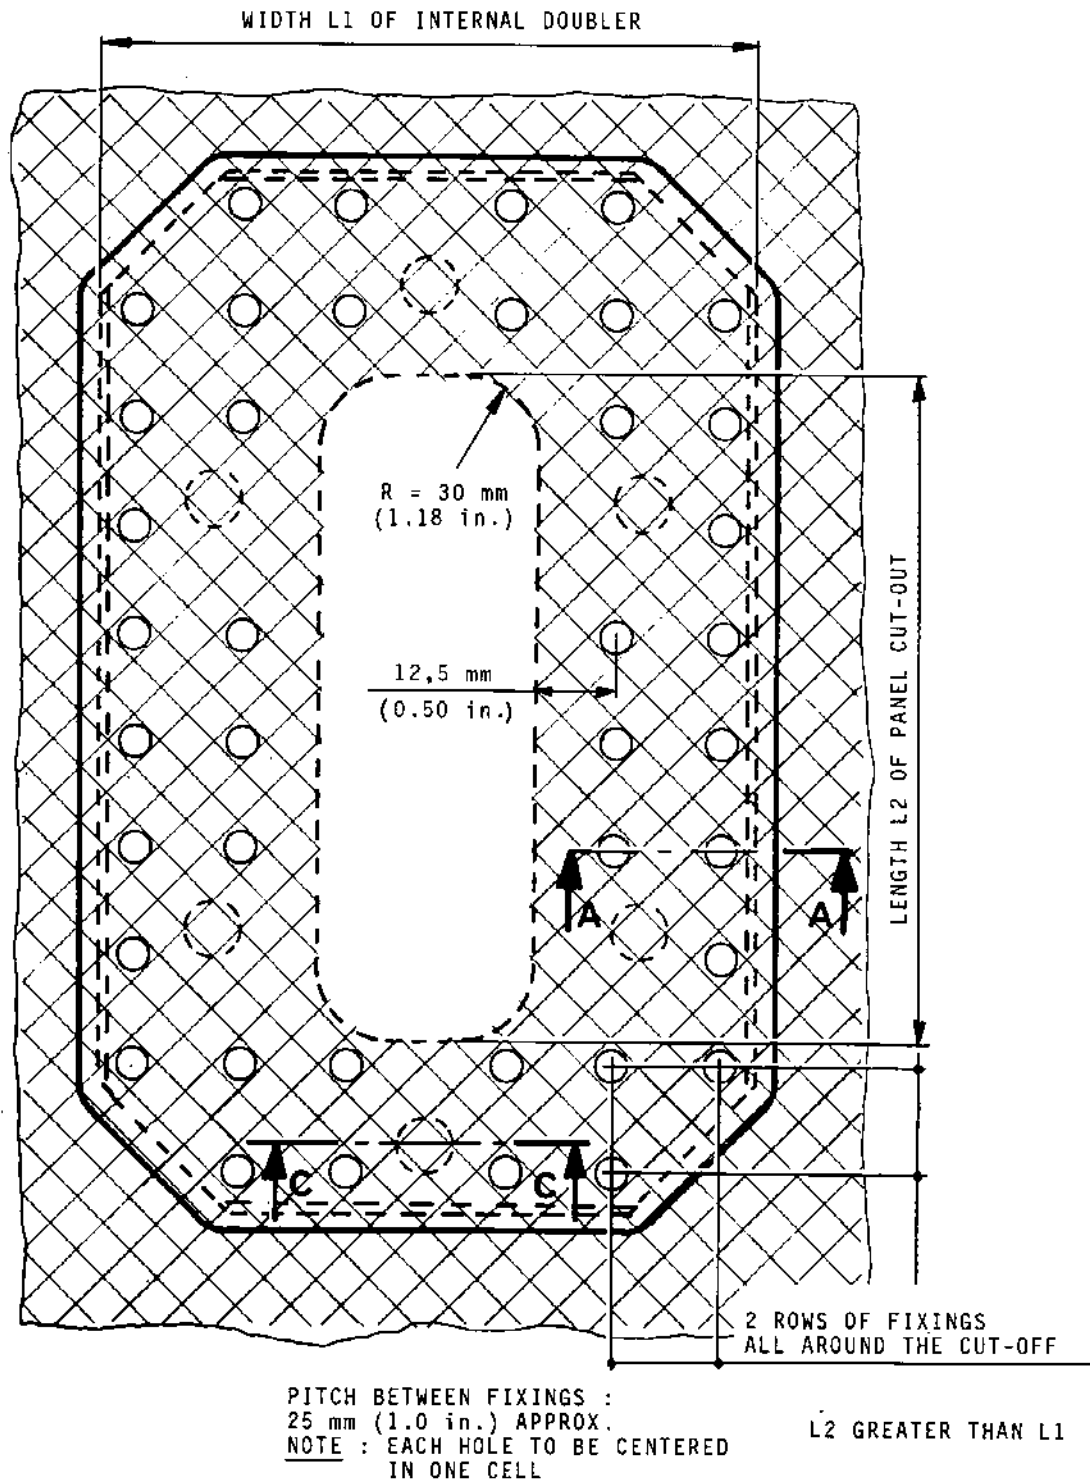 WIDTH L1 OF INTERNAL DOUBLER
R = 30 mm
(1.18 in.)
12,5 mm
(0.50 in.)
LENGTH L2 OF PANEL CUT-OUT
A
A
C
C
2 ROWS OF FIXINGS
ALL AROUND THE CUT-OFF
PITCH BETWEEN FIXINGS :
25 mm (1.0 in.) APPROX.
NOTE : EACH HOLE TO BE CENTERED
IN ONE CELL
L2 GREATER THAN L1